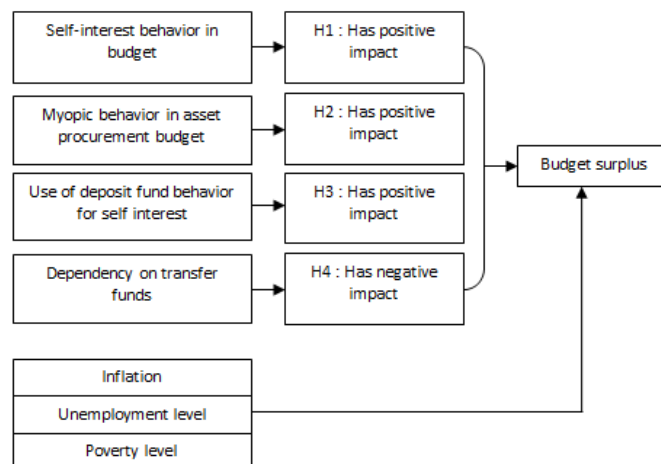 Self-interest behavior in
budget
H1 : Has positive
impact
Myopic behavior in asset
procurement budget
H2 : Has positive
impact
Budget surplus
Use of deposit fund behavior
for self interest
H3 : Has positive
impact
Dependency on transfer
funds
H4 : Has negative
impact
Inflation
Unemployment level
Poverty level